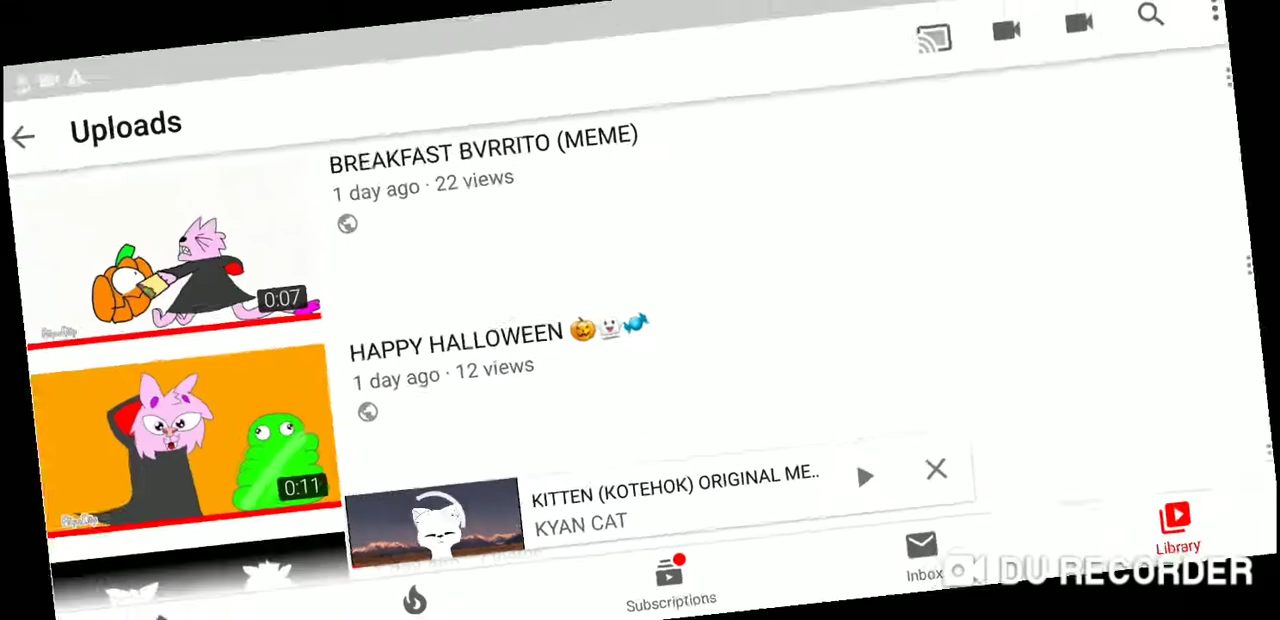 Uploads
BREAKFAST BVRRITO (MEME)
1 day ago · 22 views
0:07
HAPPY HALLOWEEN 🎃👻🍬
1 day ago · 12 views
0:11
KITTEN (KOTEHOK) ORIGINAL ME..
KYAN CAT
Subscriptions
Inbox
Library
DU RECORDER